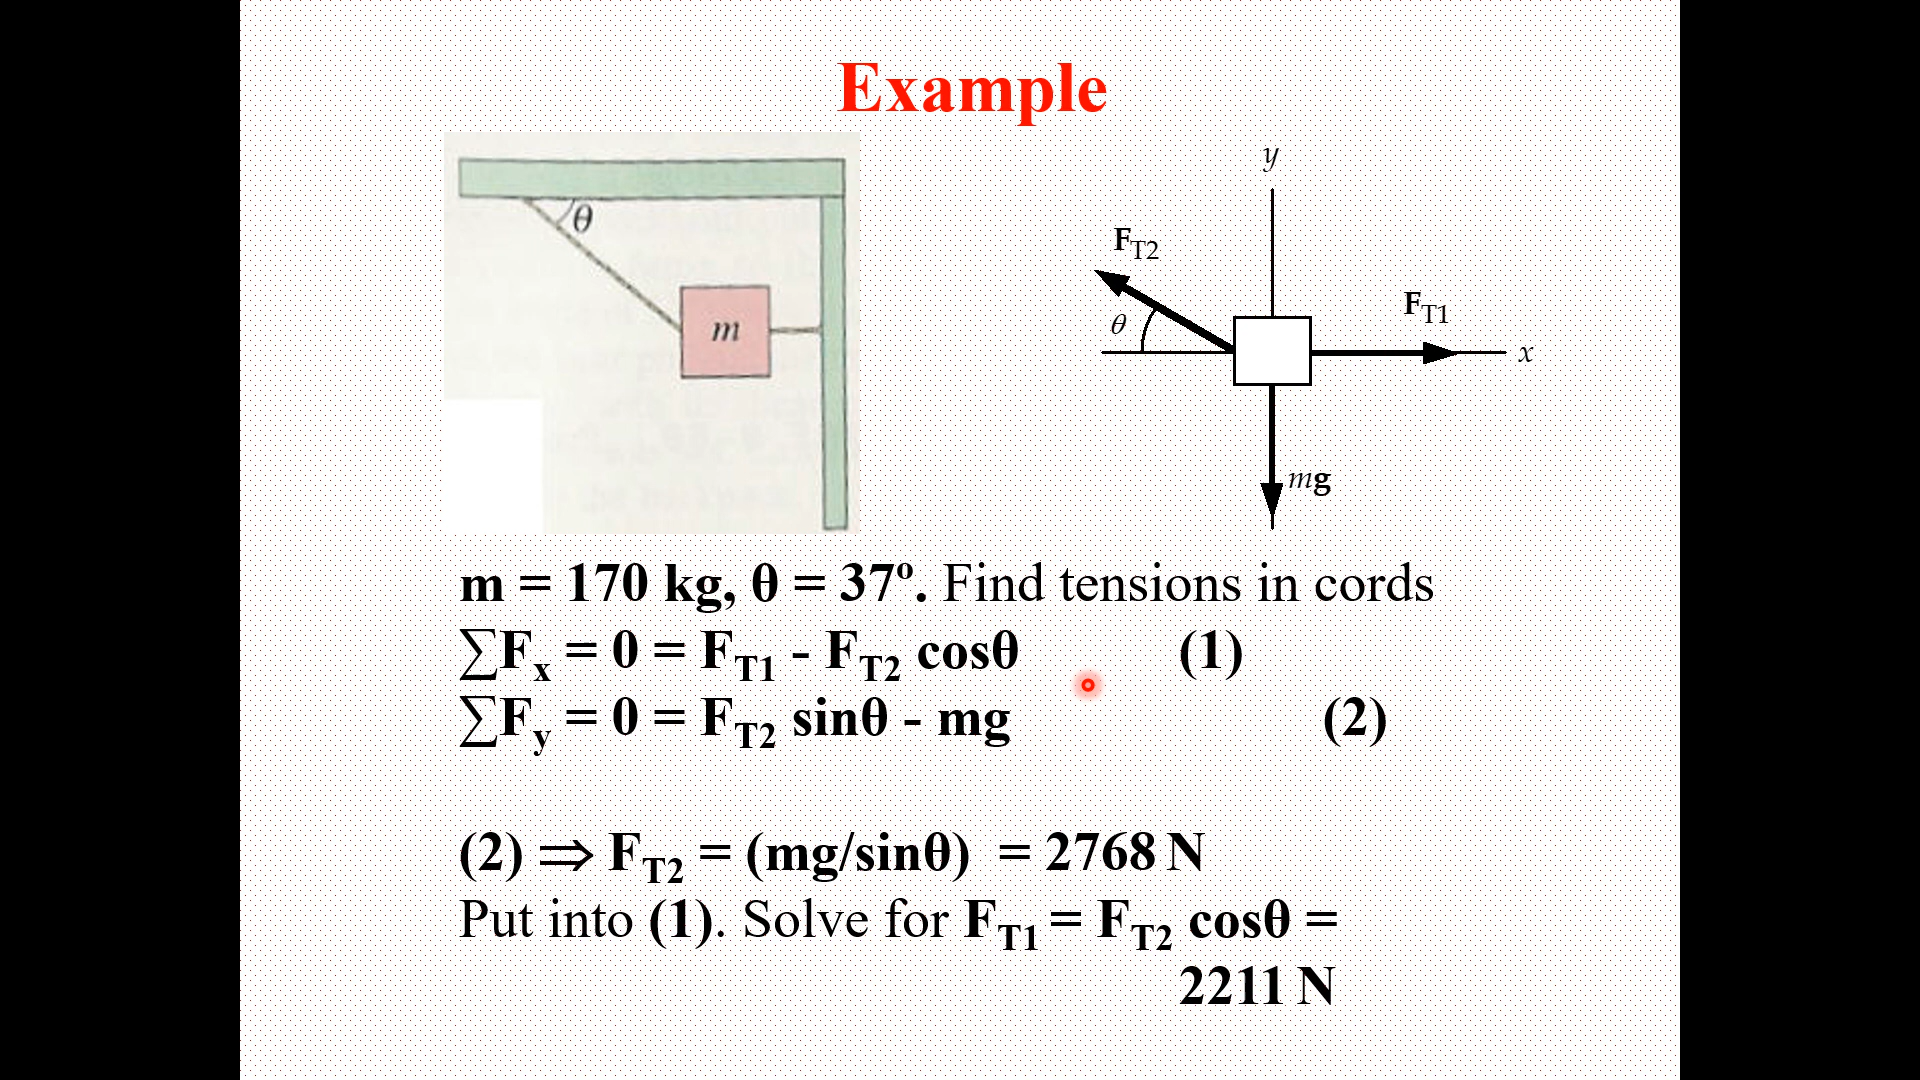 Example
θ
m
y
F_T2
F_T1
θ
x
mg
m = 170 kg, θ = 37º. Find tensions in cords
∑F_x = 0 = F_T1 - F_T2 cosθ (1)
∑F_y = 0 = F_T2 sinθ - mg (2)
(2) ⇒ F_T2 = (mg/sinθ) = 2768 N
Put into (1). Solve for F_T1 = F_T2 cosθ =
2211 N